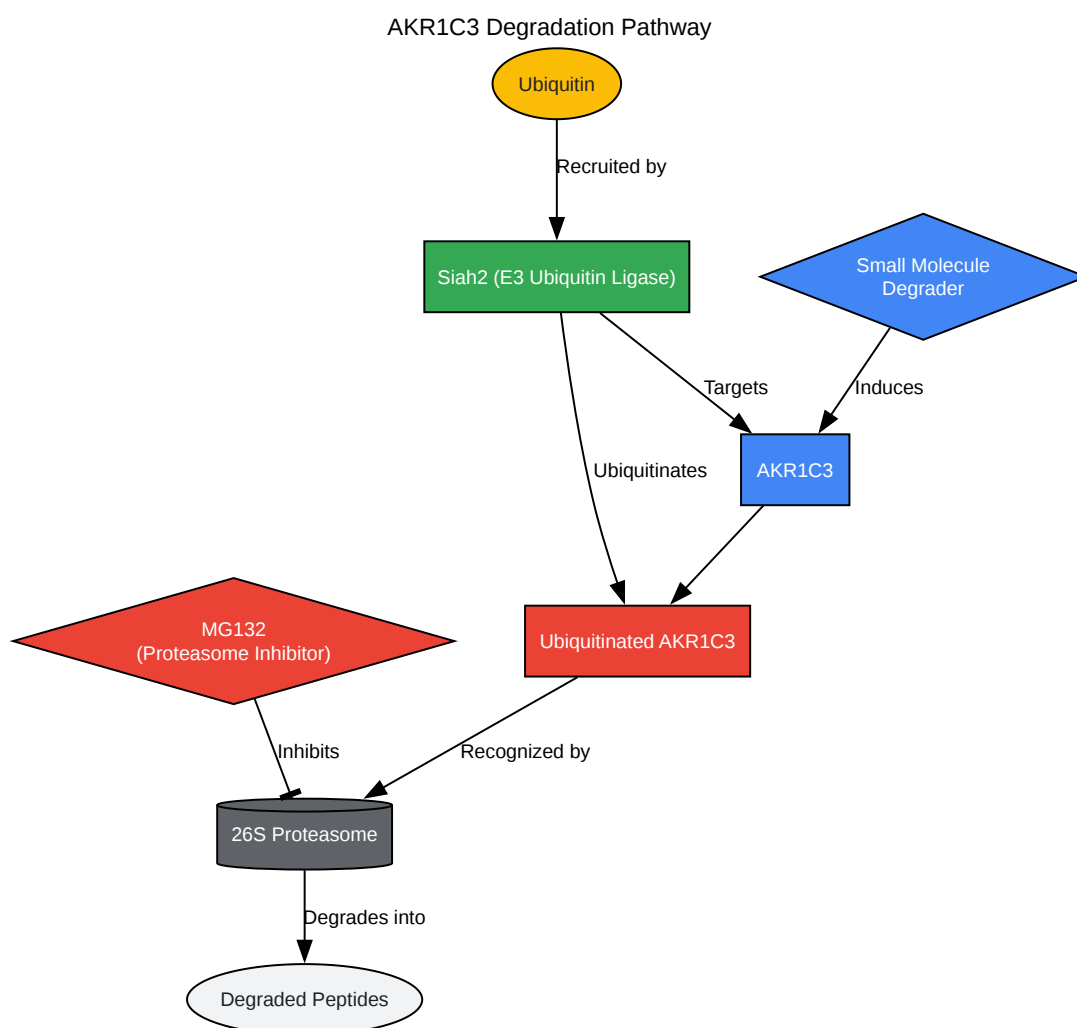 AKR1C3 Degradation Pathway
Ubiquitin
Recruited by
Siah2 (E3 Ubiquitin Ligase)
Small Molecule
Degrader
Targets
Induces
Ubiquitinates
AKR1C3
MG132
(Proteasome Inhibitor)
Ubiquitinated AKR1C3
Inhibits
Recognized by
26S Proteasome
Degrades into
Degraded Peptides